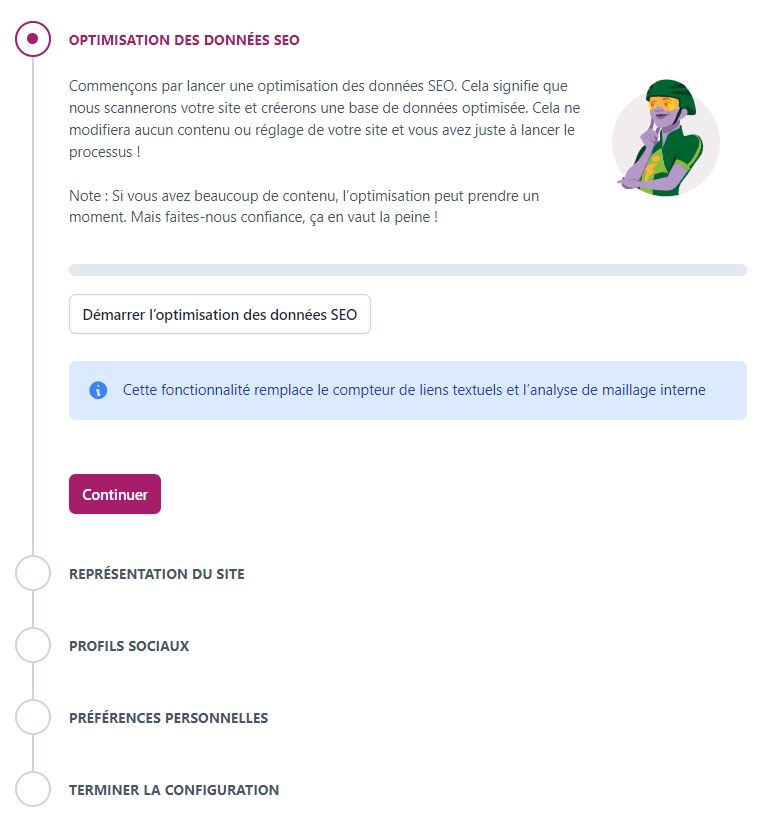 OPTIMISATION DES DONNÉES SEO
Commençons par lancer une optimisation des données SEO. Cela signifie que
nous scannerons votre site et créerons une base de données optimisée. Cela ne
modifiera aucun contenu ou réglage de votre site et vous avez juste à lancer le
processus !
Note : Si vous avez beaucoup de contenu, l’optimisation peut prendre un
moment. Mais faites-nous confiance, ça en vaut la peine !
Démarrer l’optimisation des données SEO
Cette fonctionnalité remplace le compteur de liens textuels et l’analyse de maillage interne
Continuer
REPRÉSENTATION DU SITE
PROFILS SOCIAUX
PRÉFÉRENCES PERSONNELLES
TERMINER LA CONFIGURATION